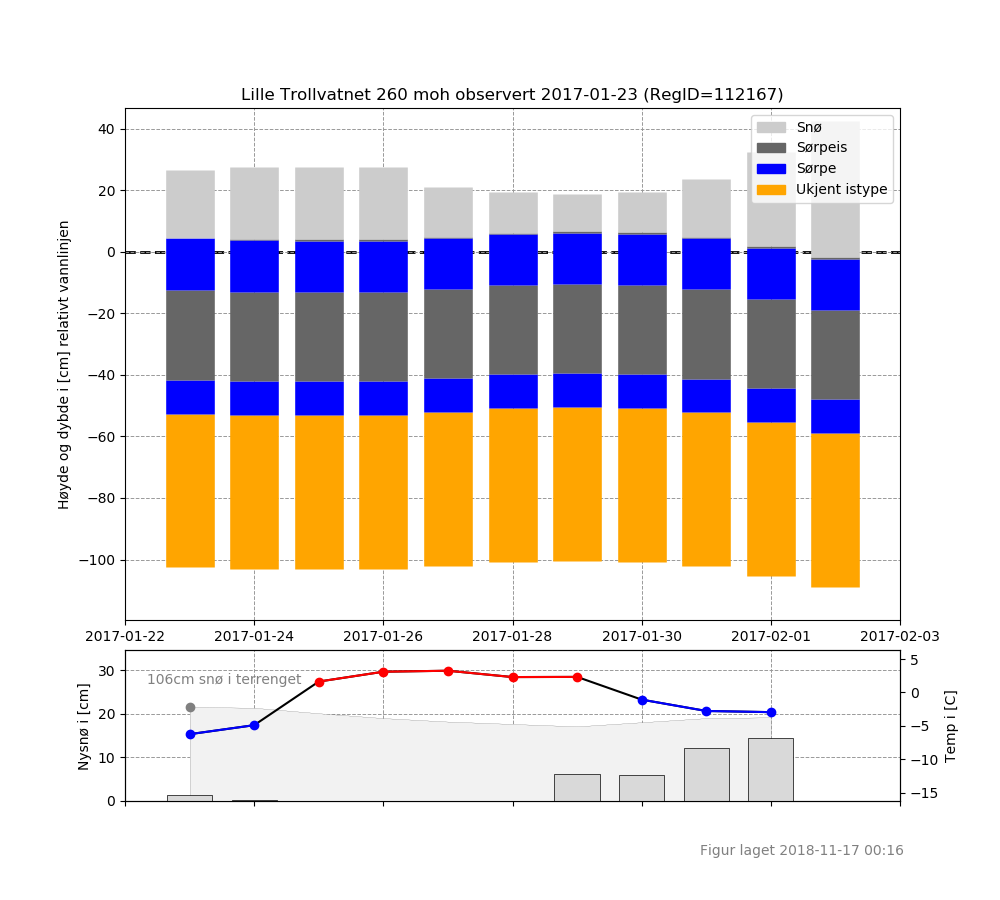 Lille Trollvatnet 260 moh observert 2017-01-23 (RegID=112167)
Snø
Sørpeis
Sørpe
Ukjent istype
Høyde og dybde i [cm] relativt vannlinjen
40
20
0
−20
−40
−60
−80
−100
2017-01-22 2017-01-24 2017-01-26 2017-01-28 2017-01-30 2017-02-01 2017-02-03
106cm snø i terrenget
Nysnø i [cm]
30
20
10
0
5
0
−5
−10
−15
Temp i [C]
Figur laget 2018-11-17 00:16